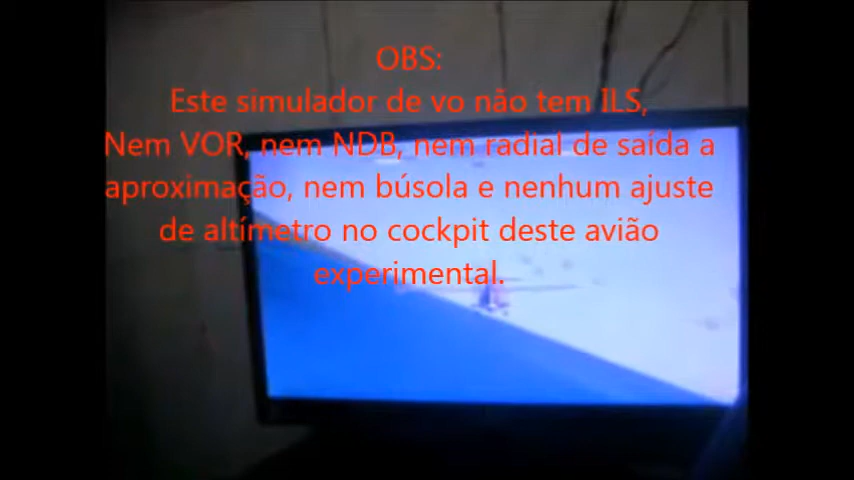 OBS:
Este simulador de vo não tem ILS,
Nem VOR, nem NDB, nem radial de saída a
aproximação, nem búsola e nenhum ajuste
de altímetro no cockpit deste avião
experimental.